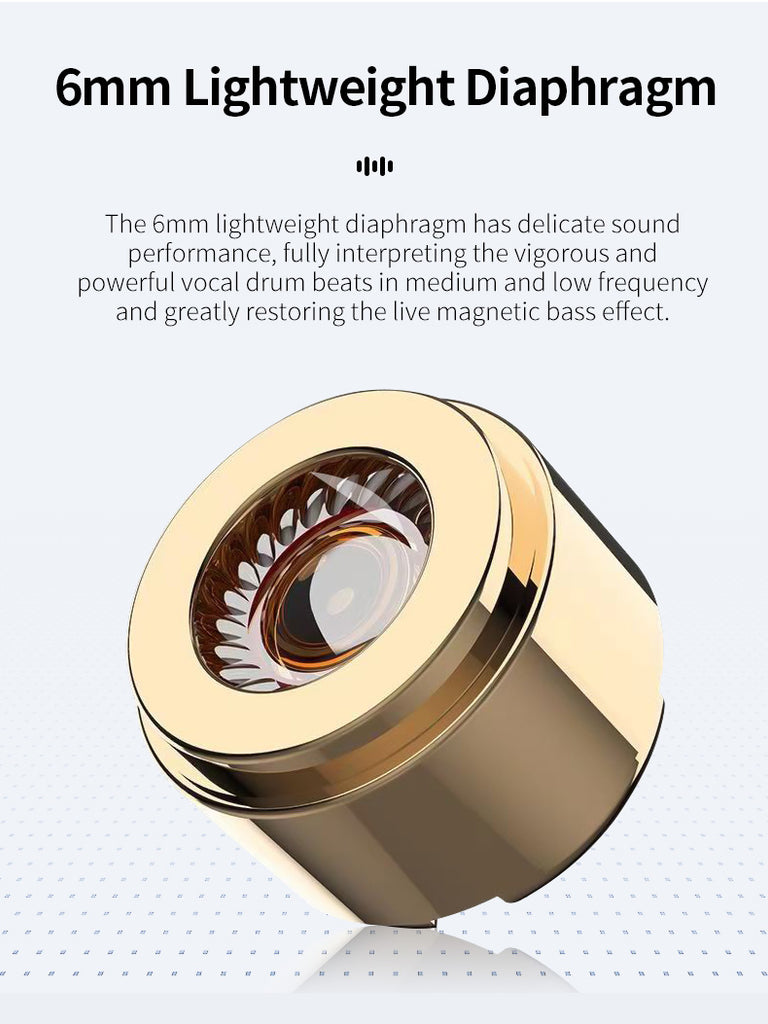 6mm Lightweight Diaphragm
The 6mm lightweight diaphragm has delicate sound
performance, fully interpreting the vigorous and
powerful vocal drum beats in medium and low frequency
and greatly restoring the live magnetic bass effect.